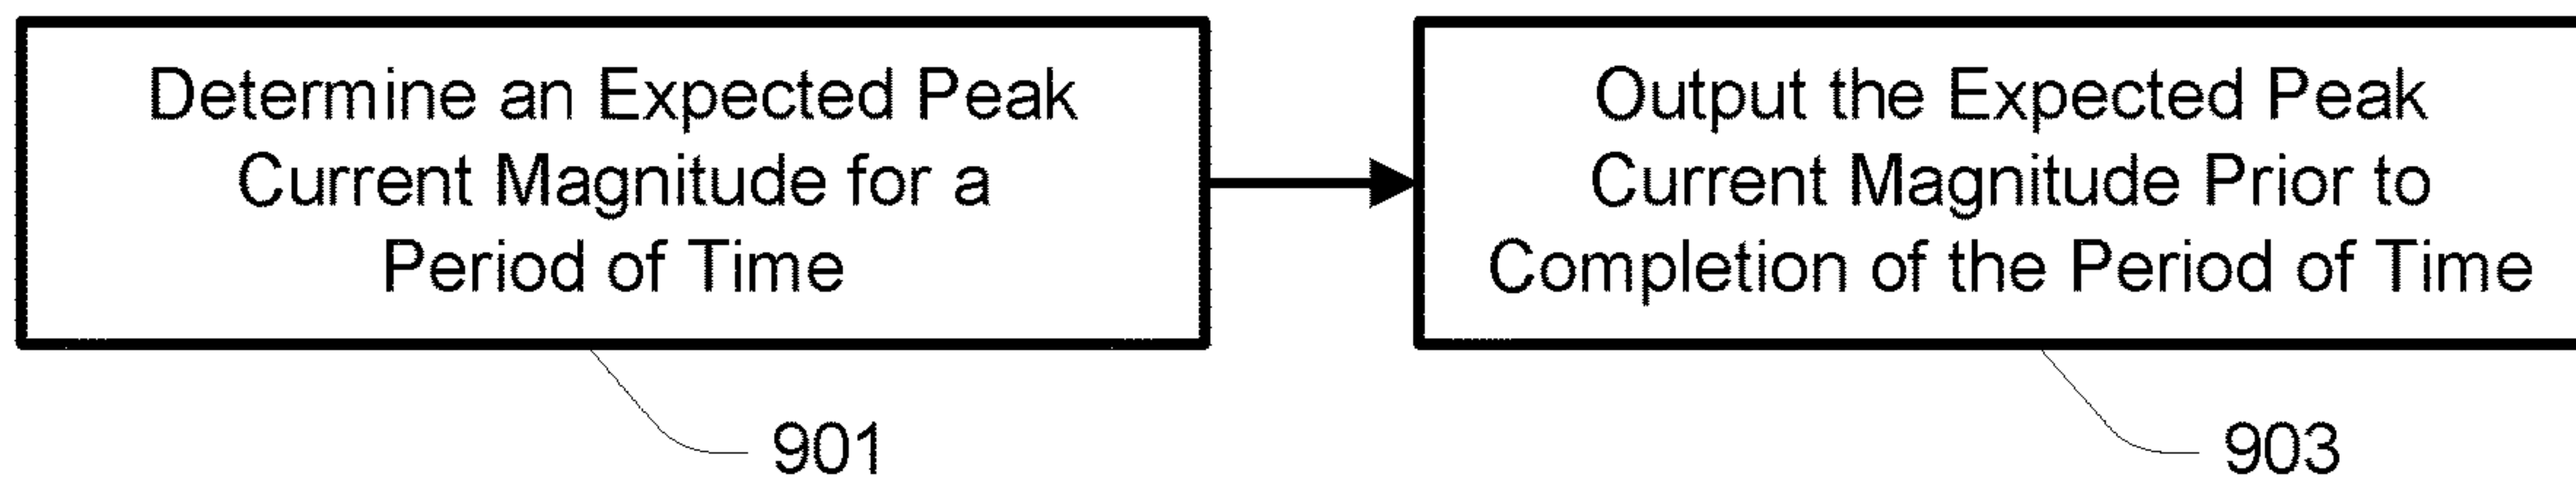 Determine an Expected Peak
Current Magnitude for a
Period of Time
901
Output the Expected Peak
Current Magnitude Prior to
Completion of the Period of Time
903